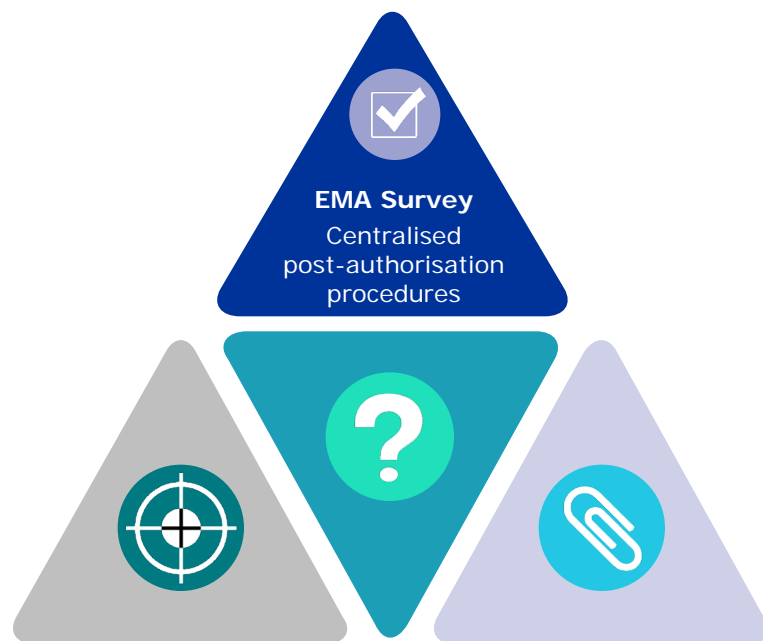 EMA Survey
Centralised
post-authorisation
procedures
?